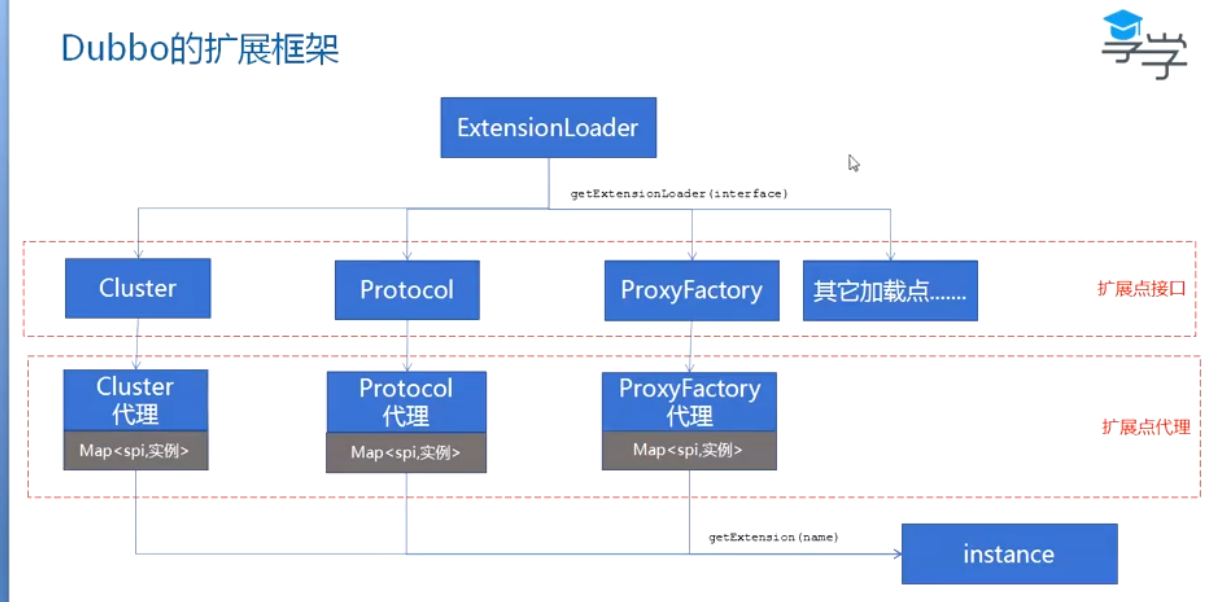 Dubbo的扩展框架
享学
ExtensionLoader
getExtensionLoader(interface)
Cluster
Protocol
ProxyFactory
其它加载点.......
扩展点接口
Cluster
代理
Map<spi,实例>
Protocol
代理
Map<spi,实例>
ProxyFactory
代理
Map<spi,实例>
扩展点代理
getExtension(name)
instance